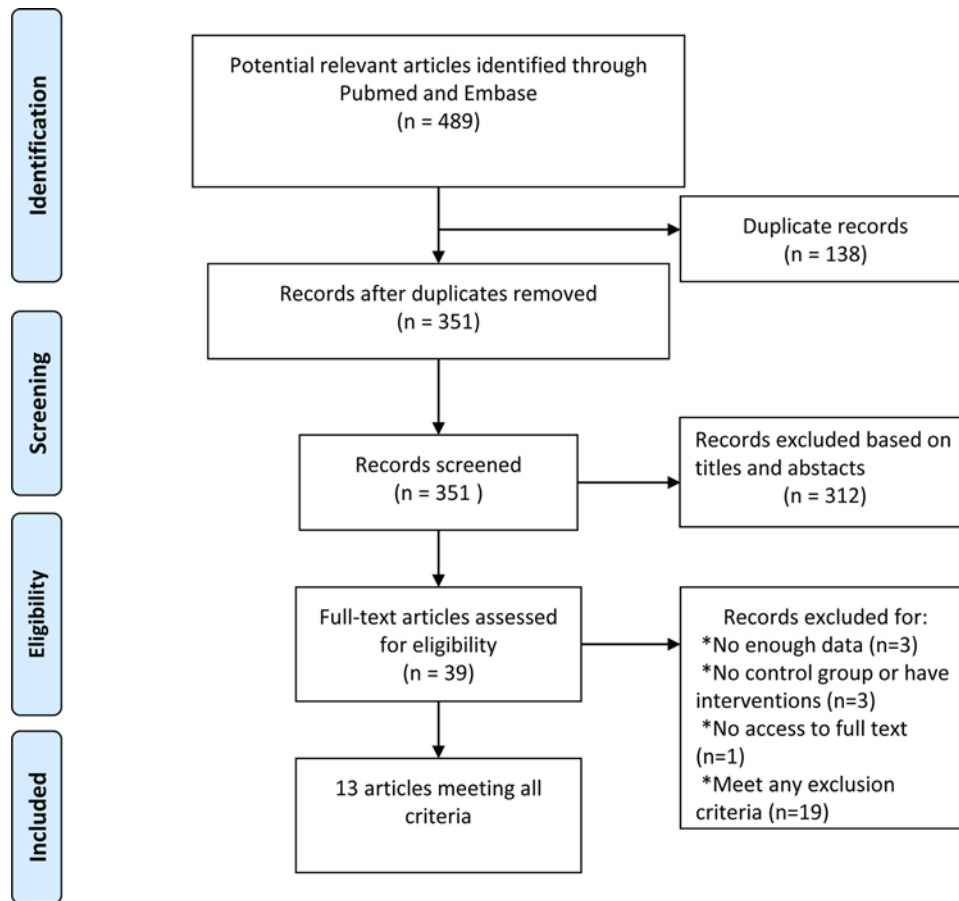 Identification
Potential relevant articles identified through
Pubmed and Embase
(n = 489)
Duplicate records
(n = 138)
Records after duplicates removed
(n = 351)
Screening
Records screened
(n = 351 )
Records excluded based on
titles and abstacts
(n = 312)
Eligibility
Full-text articles assessed
for eligibility
(n = 39)
Records excluded for:
*No enough data (n=3)
*No control group or have
interventions (n=3)
*No access to full text
(n=1)
*Meet any exclusion
criteria (n=19)
Included
13 articles meeting all
criteria